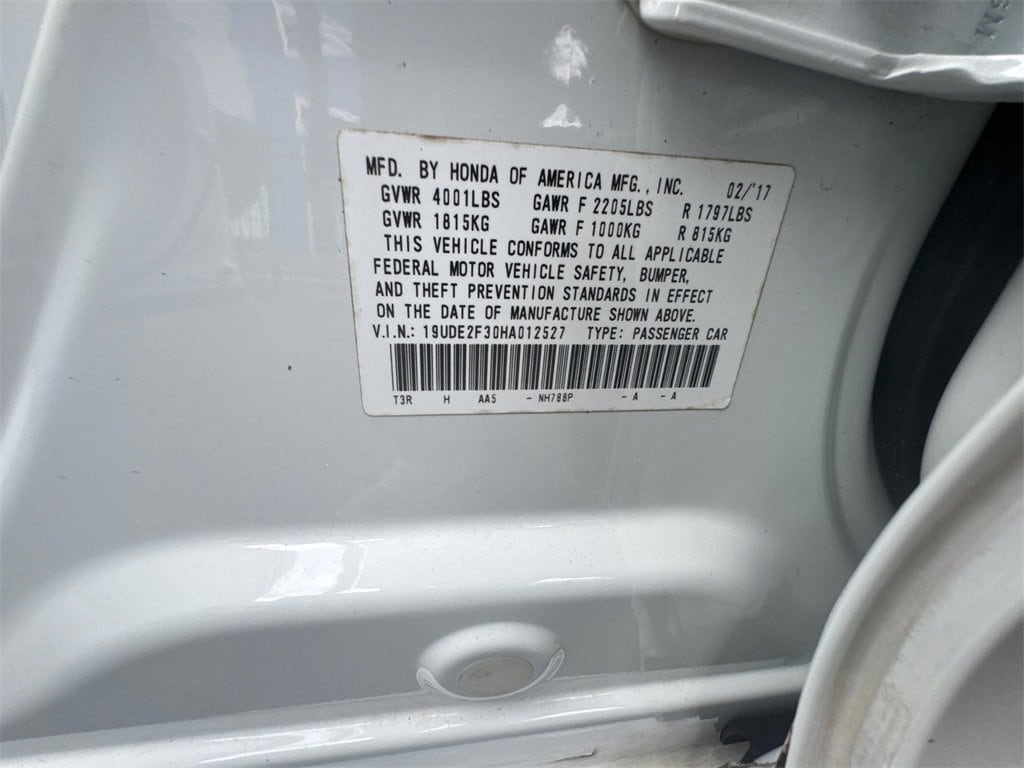 MFD. BY HONDA OF AMERICA MFG., INC. 02/'17
GVWR 4001LBS GAWR F 2205LBS R 1797LBS
GVWR 1815KG GAWR F 1000KG R 815KG
THIS VEHICLE CONFORMS TO ALL APPLICABLE
FEDERAL MOTOR VEHICLE SAFETY, BUMPER,
AND THEFT PREVENTION STANDARDS IN EFFECT
ON THE DATE OF MANUFACTURE SHOWN ABOVE.
V.I.N.: 19UDE2F30HA012527 TYPE: PASSENGER CAR
T3R H AA5 - NH788P - A - A